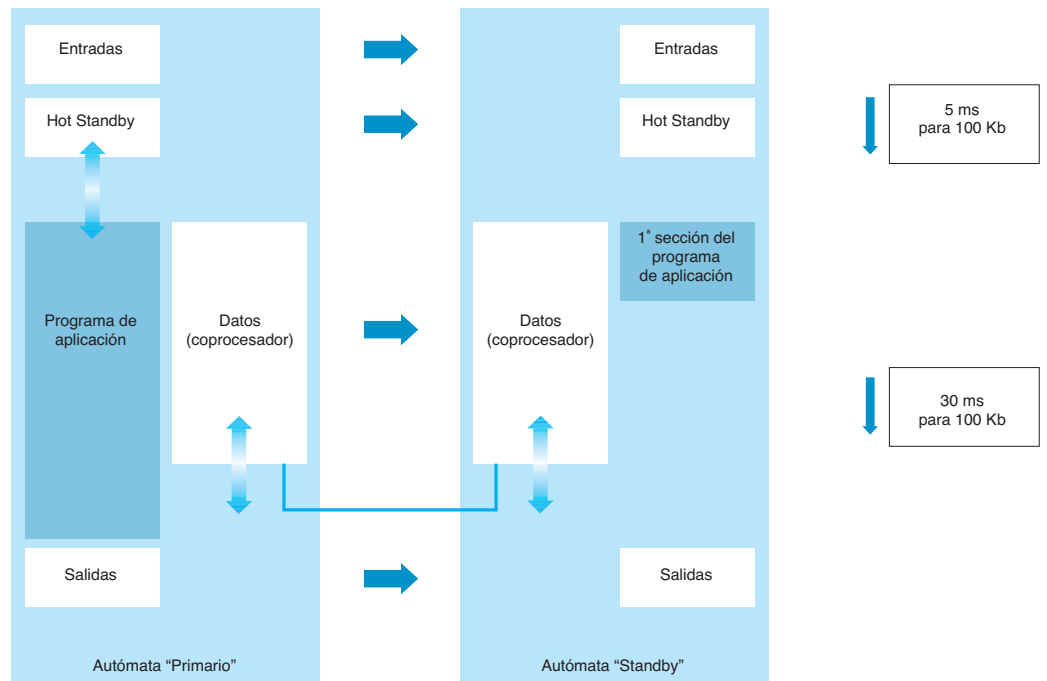 Entradas
Entradas
Hot Standby
Hot Standby
5 ms
para 100 Kb
1ª sección del
programa
de aplicación
Programa de
aplicación
Datos
(coprocesador)
Datos
(coprocesador)
30 ms
para 100 Kb
Salidas
Salidas
Autómata “Primario”
Autómata “Standby”